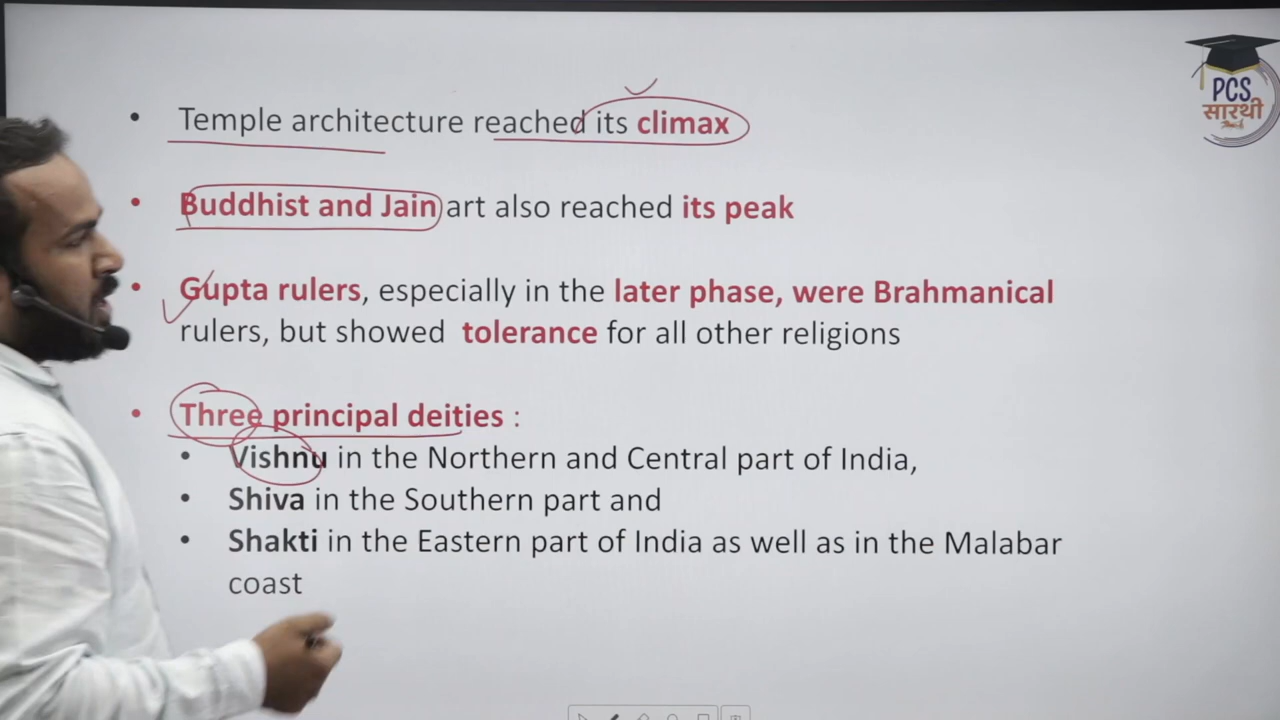 PCS
सारथी
• Temple architecture reached its climax
• Buddhist and Jain art also reached its peak
• Gupta rulers, especially in the later phase, were Brahmanical
rulers, but showed tolerance for all other religions
• Three principal deities :
• Vishnu in the Northern and Central part of India,
• Shiva in the Southern part and
• Shakti in the Eastern part of India as well as in the Malabar
coast